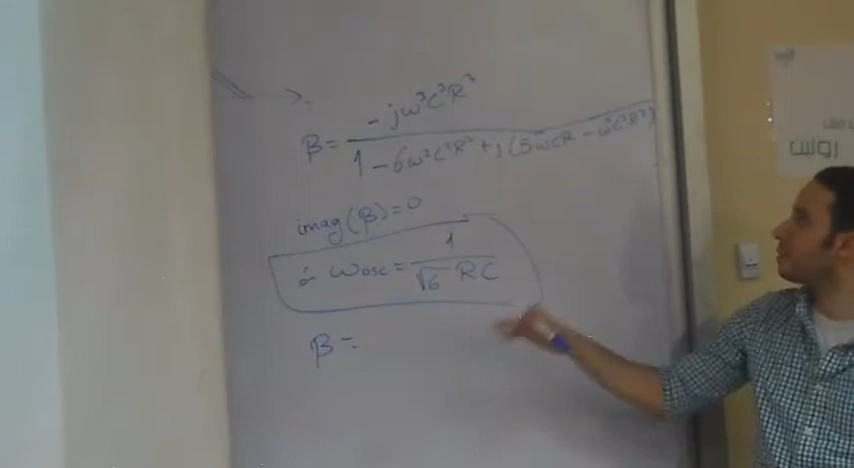 β = -jω³C³R³ / 1 - 6ω²C²R² + j(5ωCR - ω³C³R³)
imag(β) = 0
∴ ωosc = 1 / √6 RC
β =